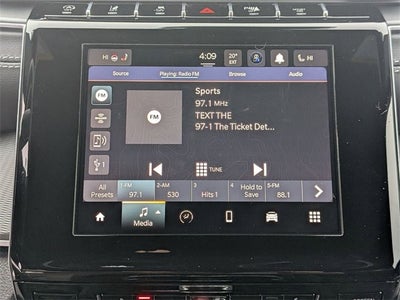 HI
4:09
20°
EXT
HI
Source
Playing: Radio FM
Browse
Audio
FM
FM
Sports
97.1 MHz
TEXT THE
97-1 The Ticket Det...
1
TUNE
All
Presets
1-FM
97.1
2-AM
530
3
Hits 1
4
Hold to
Save
5-FM
88.1
Media